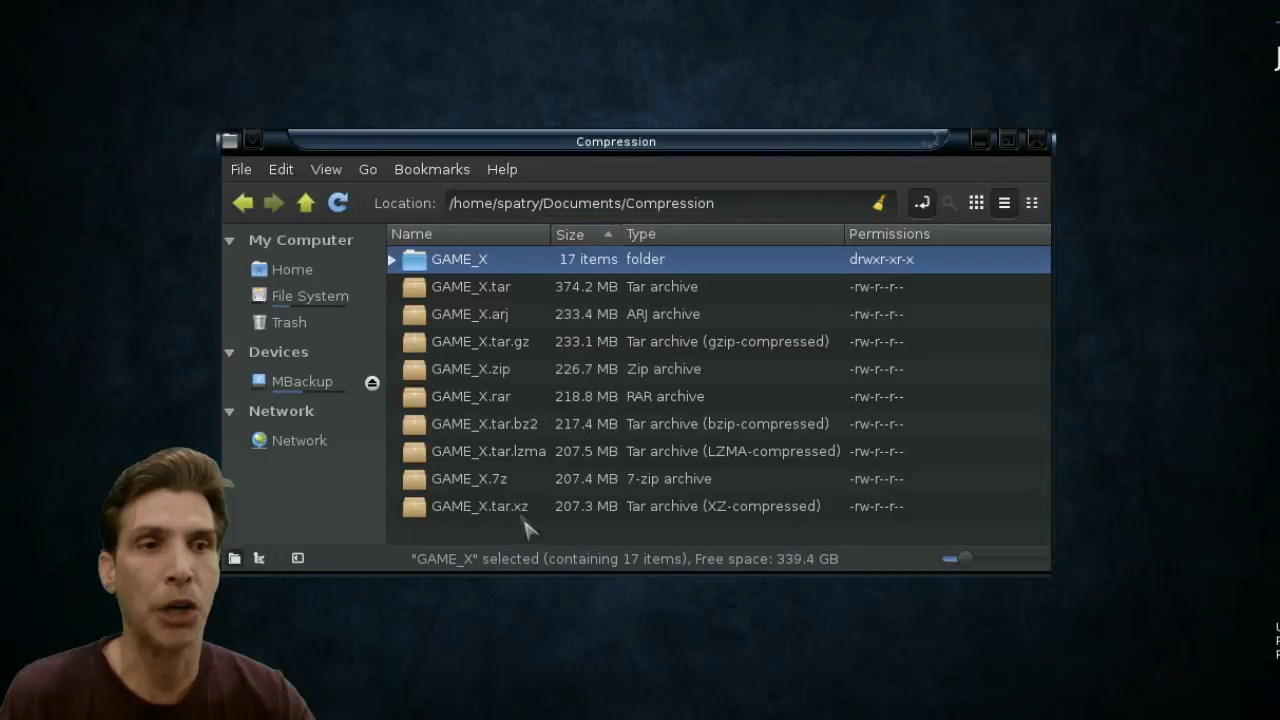 Compression
File Edit View Go Bookmarks Help
Location: /home/spatry/Documents/Compression
Name Size Type Permissions
My Computer
Home
File System
Trash
Devices
MBackup
Network
Network
GAME_X 17 items folder drwxr-xr-x
GAME_X.tar 374.2 MB Tar archive -rw-r--r--
GAME_X.arj 233.4 MB ARJ archive -rw-r--r--
GAME_X.tar.gz 233.1 MB Tar archive (gzip-compressed) -rw-r--r--
GAME_X.zip 226.7 MB Zip archive -rw-r--r--
GAME_X.rar 218.8 MB RAR archive -rw-r--r--
GAME_X.tar.bz2 217.4 MB Tar archive (bzip-compressed) -rw-r--r--
GAME_X.tar.lzma 207.5 MB Tar archive (LZMA-compressed) -rw-r--r--
GAME_X.7z 207.4 MB 7-zip archive -rw-r--r--
GAME_X.tar.xz 207.3 MB Tar archive (XZ-compressed) -rw-r--r--
"GAME_X" selected (containing 17 items), Free space: 339.4 GB